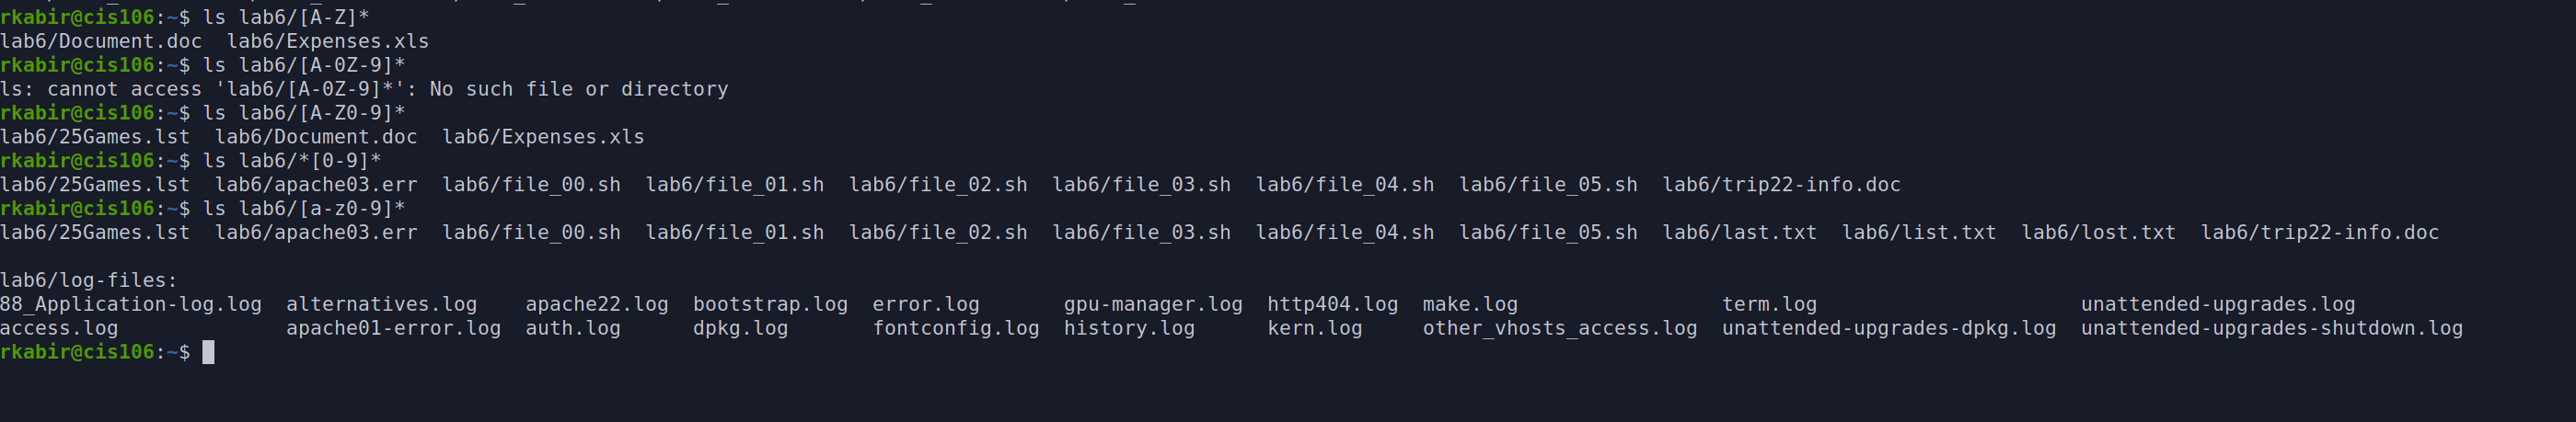 rkabir@cis106:~$ ls lab6/[A-Z]*
lab6/Document.doc  lab6/Expenses.xls
rkabir@cis106:~$ ls lab6/[A-0Z-9]*
ls: cannot access 'lab6/[A-0Z-9]*': No such file or directory
rkabir@cis106:~$ ls lab6/[A-Z0-9]*
lab6/25Games.lst  lab6/Document.doc  lab6/Expenses.xls
rkabir@cis106:~$ ls lab6/*[0-9]*
lab6/25Games.lst  lab6/apache03.err  lab6/file_00.sh  lab6/file_01.sh  lab6/file_02.sh  lab6/file_03.sh  lab6/file_04.sh  lab6/file_05.sh  lab6/trip22-info.doc
rkabir@cis106:~$ ls lab6/[a-z0-9]*
lab6/25Games.lst  lab6/apache03.err  lab6/file_00.sh  lab6/file_01.sh  lab6/file_02.sh  lab6/file_03.sh  lab6/file_04.sh  lab6/file_05.sh  lab6/last.txt  lab6/list.txt  lab6/lost.txt  lab6/trip22-info.doc
lab6/log-files:
88_Application-log.log  alternatives.log    apache22.log  bootstrap.log  error.log       gpu-manager.log  http404.log  make.log                 term.log                      unattended-upgrades.log
access.log              apache01-error.log  auth.log      dpkg.log       fontconfig.log  history.log      kern.log     other_vhosts_access.log  unattended-upgrades-dpkg.log  unattended-upgrades-shutdown.log
rkabir@cis106:~$